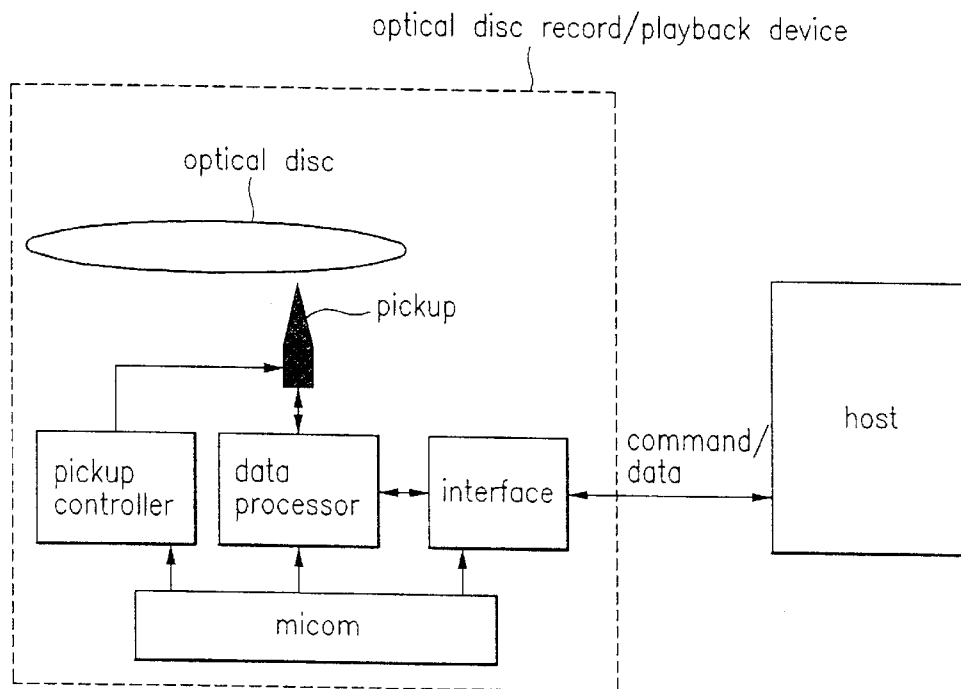 optical disc record/playback device
optical disc
pickup
pickup
controller
data
processor
interface
command/
data
host
micom